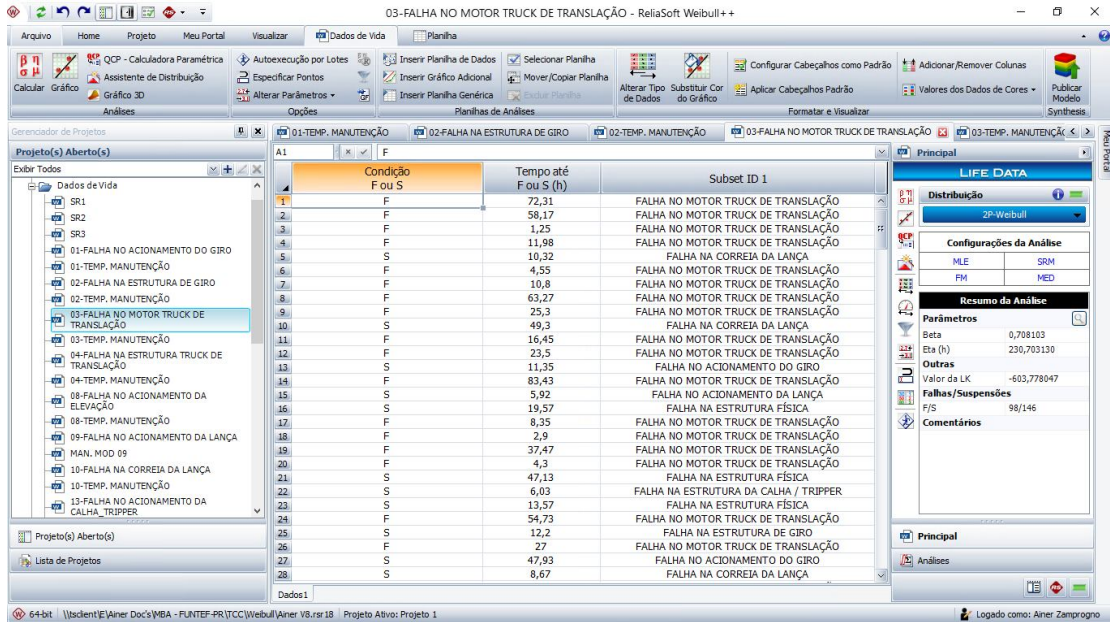 03-FALHA NO MOTOR TRUCK DE TRANSLAÇÃO - ReliaSoft Weibull++
Arquivo Home Projeto Meu Portal Visualizar Dados de Vida Planilha
β η
σ μ
Calcular Gráfico
QCP - Calculadora Paramétrica
Assistente de Distribuição
Gráfico 3D
Análises
Autoexecução por Lotes
Especificar Pontos
Alterar Parâmetros
Opções
Inserir Planilha de Dados
Inserir Gráfico Adicional
Inserir Planilha Genérica
Selecionar Planilha
Mover/Copiar Planilha
Excluir Planilha
Planilhas de Análises
Alterar Tipo de Dados
Substituir Cor do Gráfico
Configurar Cabeçalhos como Padrão
Aplicar Cabeçalhos Padrão
Adicionar/Remover Colunas
Valores dos Dados de Cores
Formatar e Visualizar
Publicar Modelo
Synthesis
Gerenciador de Projetos
Projeto(s) Aberto(s)
Exibir Todos
Dados de Vida
SR1
SR2
SR3
01-FALHA NO ACIONAMENTO DO GIRO
01-TEMP. MANUTENÇÃO
02-FALHA NA ESTRUTURA DE GIRO
02-TEMP. MANUTENÇÃO
03-FALHA NO MOTOR TRUCK DE
TRANSLAÇÃO
03-TEMP. MANUTENÇÃO
04-FALHA NA ESTRUTURA TRUCK DE
TRANSLAÇÃO
04-TEMP. MANUTENÇÃO
08-FALHA NO ACIONAMENTO DA
ELEVAÇÃO
08-TEMP. MANUTENÇÃO
09-FALHA NO ACIONAMENTO DA LANÇA
MAN. MOD 09
10-FALHA NA CORREIA DA LANÇA
10-TEMP. MANUTENÇÃO
13-FALHA NO ACIONAMENTO DA
CALHA_TRIPPER
Projeto(s) Aberto(s)
Lista de Projetos
01-TEMP. MANUTENÇÃO 02-FALHA NA ESTRUTURA DE GIRO 02-TEMP. MANUTENÇÃO 03-FALHA NO MOTOR TRUCK DE TRANSLAÇÃO 03-TEMP. MANUTENÇÃ
A1 F
Condição F ou S Tempo até F ou S (h) Subset ID 1
1 F 72,31 FALHA NO MOTOR TRUCK DE TRANSLAÇÃO
2 F 58,17 FALHA NO MOTOR TRUCK DE TRANSLAÇÃO
3 F 1,25 FALHA NO MOTOR TRUCK DE TRANSLAÇÃO
4 F 11,98 FALHA NO MOTOR TRUCK DE TRANSLAÇÃO
5 S 10,32 FALHA NA CORREIA DA LANÇA
6 F 4,55 FALHA NO MOTOR TRUCK DE TRANSLAÇÃO
7 F 10,8 FALHA NO MOTOR TRUCK DE TRANSLAÇÃO
8 F 63,27 FALHA NO MOTOR TRUCK DE TRANSLAÇÃO
9 F 25,3 FALHA NO MOTOR TRUCK DE TRANSLAÇÃO
10 S 49,3 FALHA NA CORREIA DA LANÇA
11 F 16,45 FALHA NO MOTOR TRUCK DE TRANSLAÇÃO
12 F 23,5 FALHA NO MOTOR TRUCK DE TRANSLAÇÃO
13 S 11,35 FALHA NO ACIONAMENTO DO GIRO
14 F 83,43 FALHA NO MOTOR TRUCK DE TRANSLAÇÃO
15 S 5,92 FALHA NO ACIONAMENTO DA LANÇA
16 S 19,57 FALHA NA ESTRUTURA FÍSICA
17 F 8,35 FALHA NO MOTOR TRUCK DE TRANSLAÇÃO
18 F 2,9 FALHA NO MOTOR TRUCK DE TRANSLAÇÃO
19 F 37,47 FALHA NO MOTOR TRUCK DE TRANSLAÇÃO
20 F 4,3 FALHA NO MOTOR TRUCK DE TRANSLAÇÃO
21 S 47,13 FALHA NA ESTRUTURA FÍSICA
22 S 6,03 FALHA NA ESTRUTURA DA CALHA / TRIPPER
23 S 13,57 FALHA NA ESTRUTURA FÍSICA
24 F 54,73 FALHA NO MOTOR TRUCK DE TRANSLAÇÃO
25 S 12,2 FALHA NA ESTRUTURA DE GIRO
26 F 27 FALHA NO MOTOR TRUCK DE TRANSLAÇÃO
27 S 47,93 FALHA NO ACIONAMENTO DO GIRO
28 S 8,67 FALHA NA CORREIA DA LANÇA
Dados1
Principal
LIFE DATA
Distribuição
2P-Weibull
Configurações da Análise
MLE SRM
FM MED
Resumo da Análise
Parâmetros
Beta 0,708103
Eta (h) 230,703130
Outras
Valor da LK -603,778047
Falhas/Suspensões
F/S 98/146
Comentários
Principal
Análises
Meu Portal
64-bit \\tsclient\E\Ainer Doc's\MBA - FUNTEF-PR\TCC\Weibull\Ainer V8.rsr18 Projeto Ativo: Projeto 1 Logado como: Ainer Zamprogno